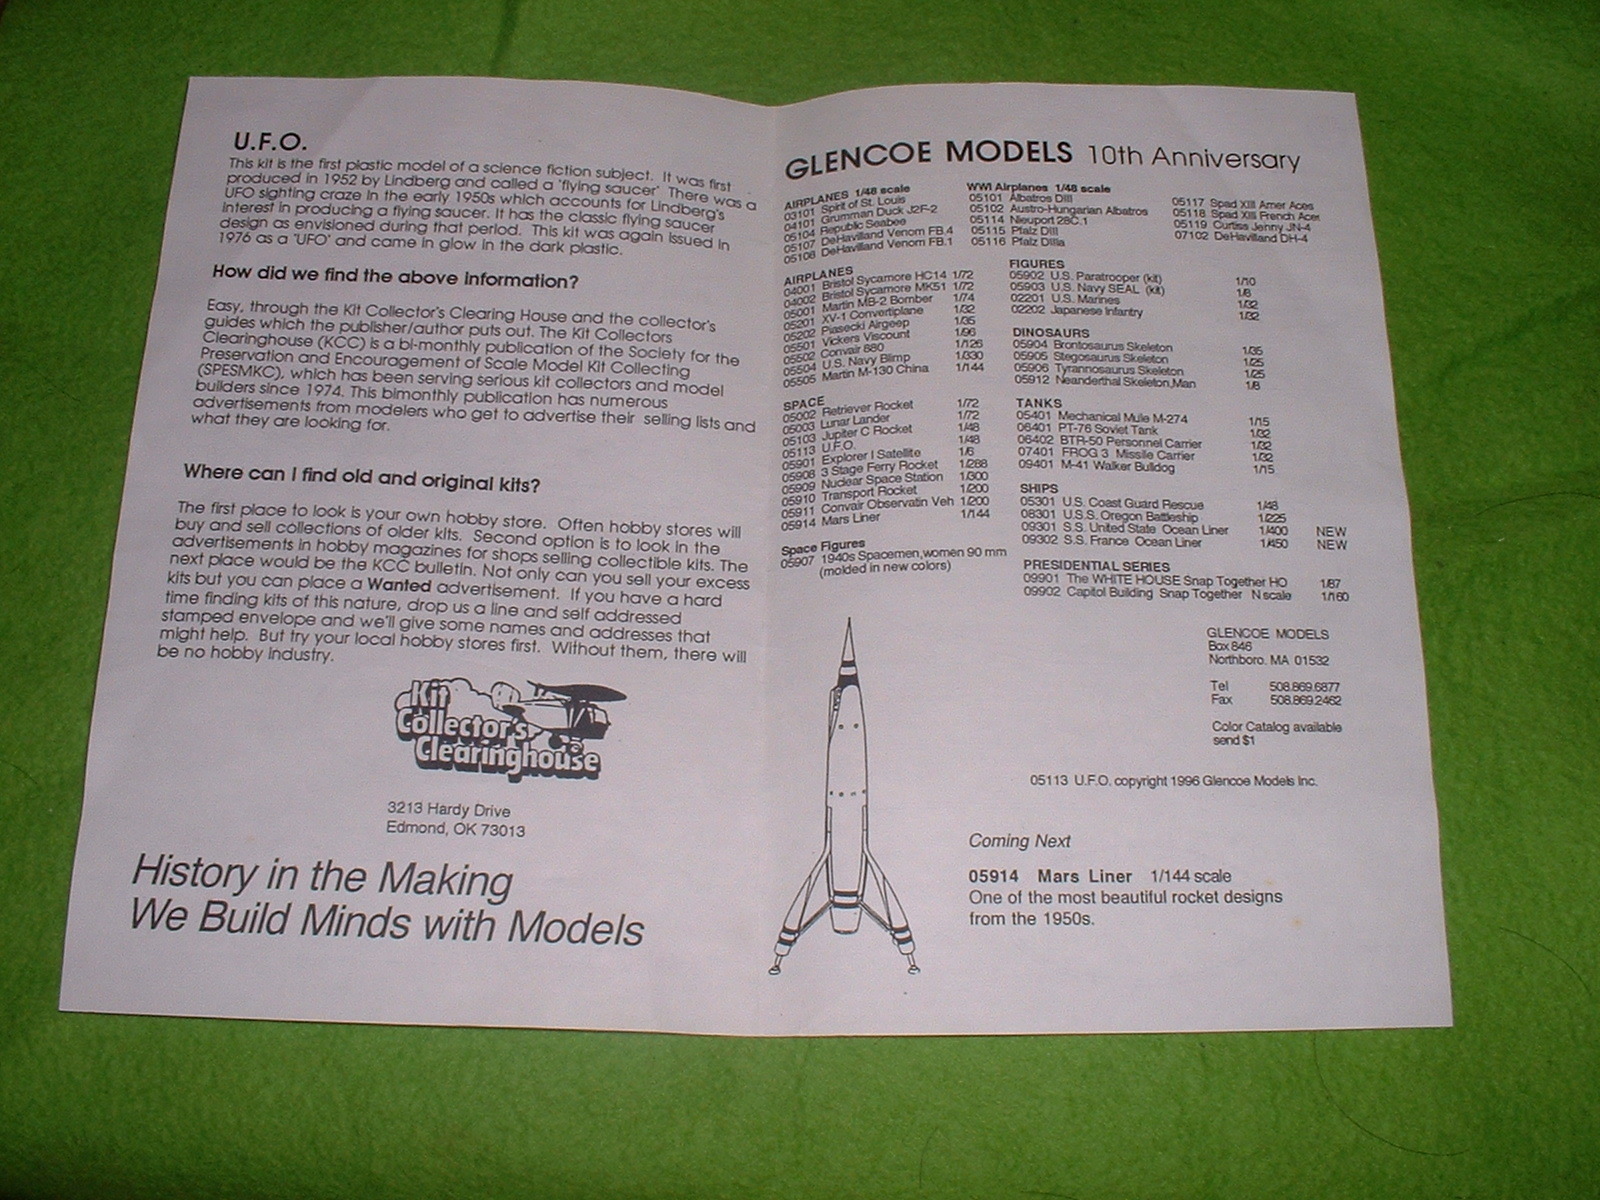 U.F.O.
This kit is the first plastic model of a science fiction subject. It was first
produced in 1952 by Lindberg and called a 'flying saucer' There was a
UFO sighting craze in the early 1950s which accounts for Lindberg's
interest in producing a flying saucer. It has the classic flying saucer
design as envisioned during that period. This kit was again issued in
1976 as a 'UFO' and came in glow in the dark plastic.
How did we find the above information?
Easy, through the Kit Collector's Clearing House and the collector's
guides which the publisher/author puts out. The Kit Collectors
Clearinghouse (KCC) is a bi-monthly publication of the Society for the
Preservation and Encouragement of Scale Model Kit Collecting
(SPESMKC), which has been serving serious kit collectors and model
builders since 1974. This bimonthly publication has numerous
advertisements from modelers who get to advertise their selling lists and
what they are looking for.
Where can I find old and original kits?
The first place to look is your own hobby store. Often hobby stores will
buy and sell collections of older kits. Second option is to look in the
advertisements in hobby magazines for shops selling collectible kits. The
next place would be the KCC bulletin. Not only can you sell your excess
kits but you can place a Wanted advertisement. If you have a hard
time finding kits of this nature, drop us a line and self addressed
stamped envelope and we'll give some names and addresses that
might help. But try your local hobby stores first. Without them, there will
be no hobby industry.
Kit
Collector's
Clearinghouse
3213 Hardy Drive
Edmond, OK 73013
History in the Making
We Build Minds with Models
GLENCOE MODELS 10th Anniversary
AIRPLANES 1/48 scale
03101 Spirit of St. Louis
04101 Grumman Duck J2F-2
05104 Republic Seabee
05107 DeHavilland Venom FB.4
05108 DeHavilland Venom FB.1
WWI Airplanes 1/48 scale
05101 Albatros DIII
05102 Austro-Hungarian Albatros
05114 Nieuport 28C.1
05115 Pfalz DIII
05116 Pfalz DIIIa
05117 Spad XIII Amer Aces
05118 Spad XIII French Aces
05119 Curtiss Jenny JN-4
07102 DeHavilland DH-4
AIRPLANES
04001 Bristol Sycamore HC14 1/72
04002 Bristol Sycamore MK51 1/72
05001 Martin MB-2 Bomber 1/74
05201 XV-1 Convertiplane 1/32
05202 Piasecki Airgeep 1/35
05501 Vickers Viscount 1/96
05502 Convair 880 1/126
05504 U.S. Navy Blimp 1/330
05505 Martin M-130 China 1/144
SPACE
05002 Retriever Rocket 1/72
05003 Lunar Lander 1/72
05103 Jupiter C Rocket 1/48
05113 U.F.O. 1/48
05901 Explorer I Satellite 1/6
05908 3 Stage Ferry Rocket 1/288
05909 Nuclear Space Station 1/300
05910 Transport Rocket 1/200
05911 Convair Observatin Veh 1/200
05914 Mars Liner 1/144
Space Figures
05907 1940s Spacemen,women 90 mm
(molded in new colors)
FIGURES
05902 U.S. Paratrooper (kit) 1/10
05903 U.S. Navy SEAL (kit) 1/8
02201 U.S. Marines 1/32
02202 Japanese Infantry 1/32
DINOSAURS
05904 Brontosaurus Skeleton 1/35
05905 Stegosaurus Skeleton 1/25
05906 Tyrannosaurus Skeleton 1/25
05912 Neanderthal Skeleton,Man 1/8
TANKS
05401 Mechanical Mule M-274 1/15
06401 PT-76 Soviet Tank 1/32
06402 BTR-50 Personnel Carrier 1/32
07401 FROG 3 Missile Carrier 1/32
09401 M-41 Walker Bulldog 1/15
SHIPS
05301 U.S. Coast Guard Rescue 1/48
08301 U.S.S. Oregon Battleship 1/225
09301 S.S. United State Ocean Liner 1/400 NEW
09302 S.S. France Ocean Liner 1/450 NEW
PRESIDENTIAL SERIES
09901 The WHITE HOUSE Snap Together HO 1/87
09902 Capitol Building Snap Together N scale 1/160
GLENCOE MODELS
Box 846
Northboro. MA 01532
Tel 508.869.6877
Fax 508.869.2462
Color Catalog available
send $1
05113 U.F.O. copyright 1996 Glencoe Models Inc.
Coming Next
05914 Mars Liner 1/144 scale
One of the most beautiful rocket designs
from the 1950s.